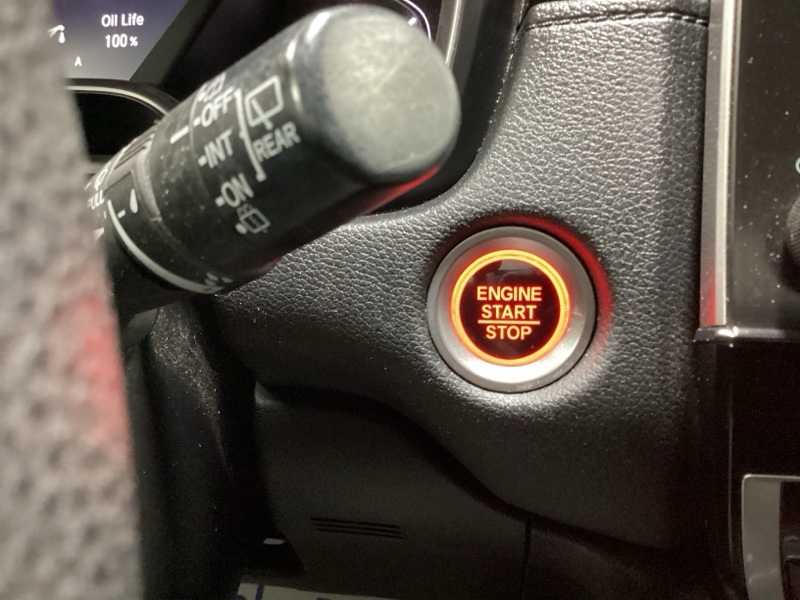 Oil Life
100 %
A
OFF
INT
REAR
ON
ENGINE
START
STOP